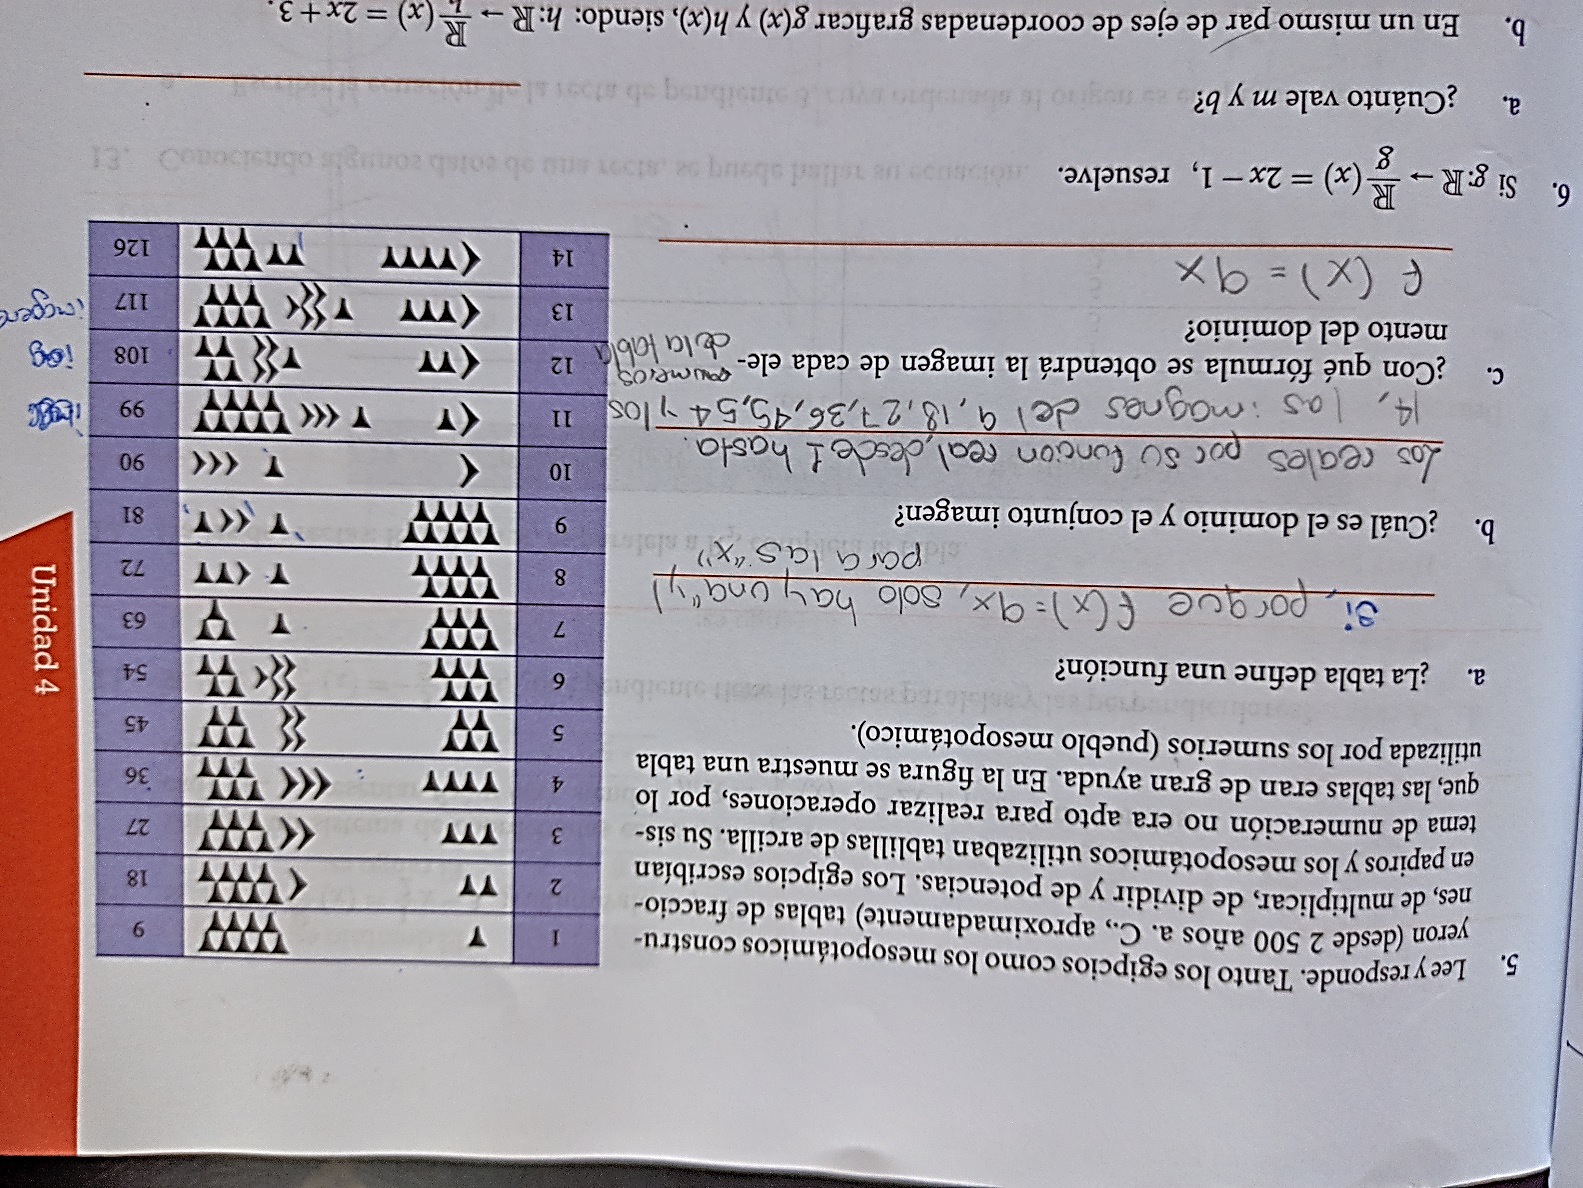 5. Lee y responde. Tanto los egipcios como los mesopotámicos constru-
yeron (desde 2 500 años a. C., aproximadamente) tablas de fraccio-
nes, de multiplicar, de dividir y de potencias. Los egipcios escribían
en papiros y los mesopotámicos utilizaban tablillas de arcilla. Su sis-
tema de numeración no era apto para realizar operaciones, por lo
que, las tablas eran de gran ayuda. En la figura se muestra una tabla
utilizada por los sumerios (pueblo mesopotámico).
a. ¿La tabla define una función?
si, porque f(x)=9x, solo hay una "y"
para las "x"
b. ¿Cuál es el dominio y el conjunto imagen?
Los reales por su función real, desde 1 hasta
14, las imagnes del 9, 18, 27, 36, 45, 54 y los
numeros
de la tabla
c. ¿Con qué fórmula se obtendrá la imagen de cada ele-
mento del dominio?
f(x) = 9x
1 9
2 18
3 27
4 36
5 45
6 54
7 63
8 72
9 81
10 90
11 99
12 108
13 117
14 126
Unidad 4
6. Si g:ℝ → ℝ/g (x) = 2x – 1, resuelve.
a. ¿Cuánto vale m y b?
b. En un mismo par de ejes de coordenadas graficar g(x) y h(x), siendo: h:ℝ → ℝ/h (x) = 2x + 3.